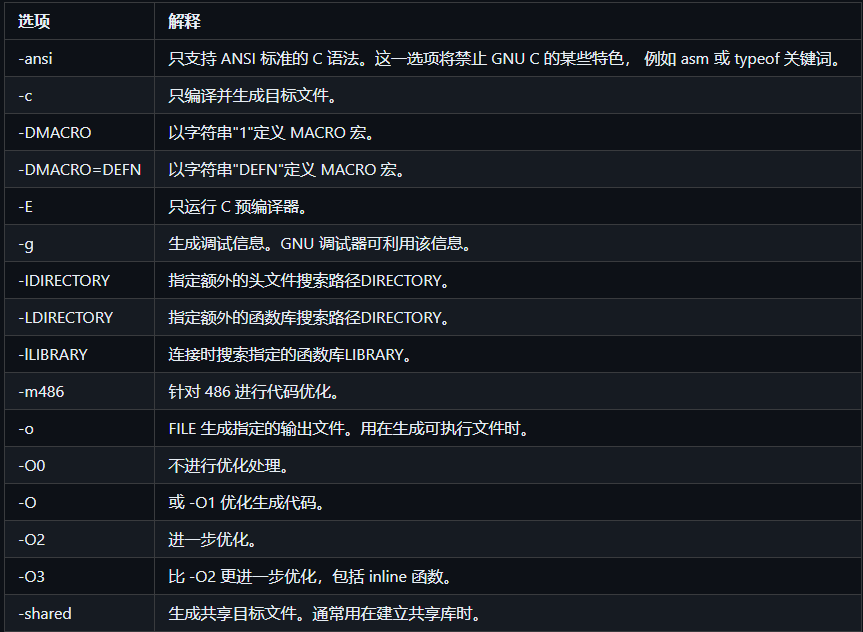 选项 解释
-ansi 只支持 ANSI 标准的 C 语法。这一选项将禁止 GNU C 的某些特色， 例如 asm 或 typeof 关键词。
-c 只编译并生成目标文件。
-DMACRO 以字符串"1"定义 MACRO 宏。
-DMACRO=DEFN 以字符串"DEFN"定义 MACRO 宏。
-E 只运行 C 预编译器。
-g 生成调试信息。GNU 调试器可利用该信息。
-IDIRECTORY 指定额外的头文件搜索路径DIRECTORY。
-LDIRECTORY 指定额外的函数库搜索路径DIRECTORY。
-lLIBRARY 连接时搜索指定的函数库LIBRARY。
-m486 针对 486 进行代码优化。
-o FILE 生成指定的输出文件。用在生成可执行文件时。
-O0 不进行优化处理。
-O 或 -O1 优化生成代码。
-O2 进一步优化。
-O3 比 -O2 更进一步优化，包括 inline 函数。
-shared 生成共享目标文件。通常用在建立共享库时。